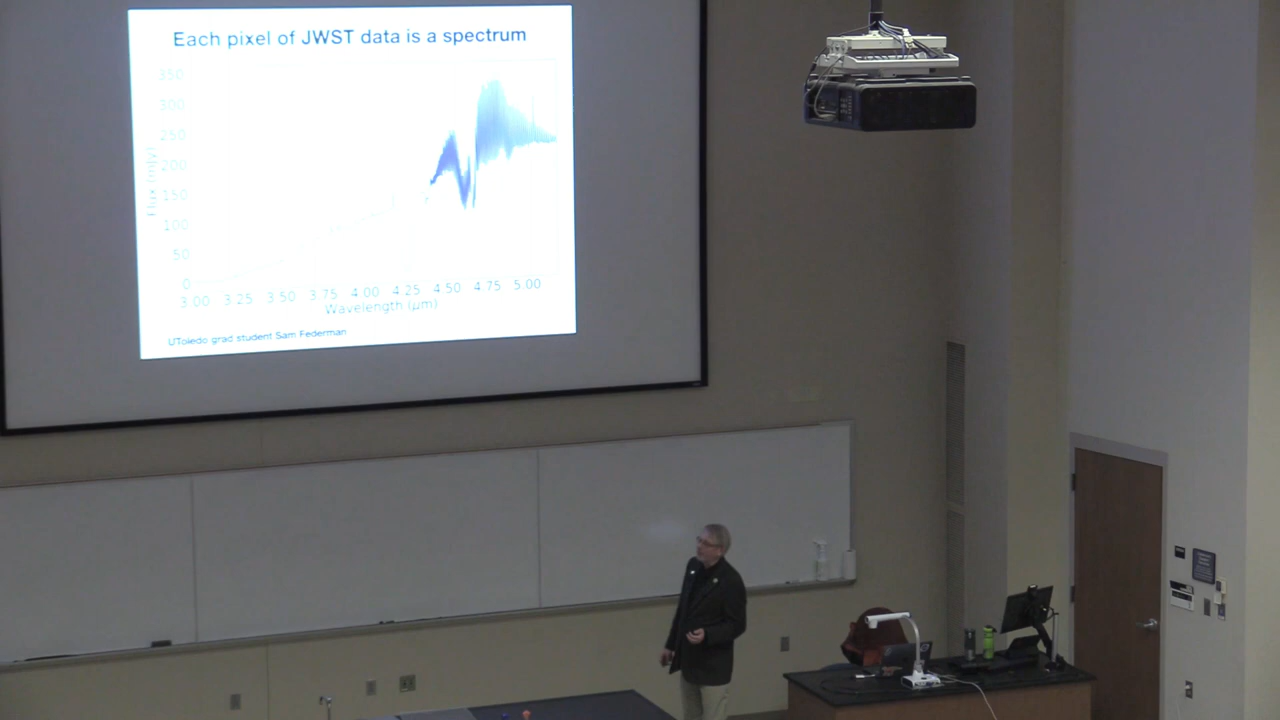 Each pixel of JWST data is a spectrum
350
300
250
200
150
100
50
0
Flux (mJy)
3.00 3.25 3.50 3.75 4.00 4.25 4.50 4.75 5.00
Wavelength (μm)
UToledo grad student Sam Federman